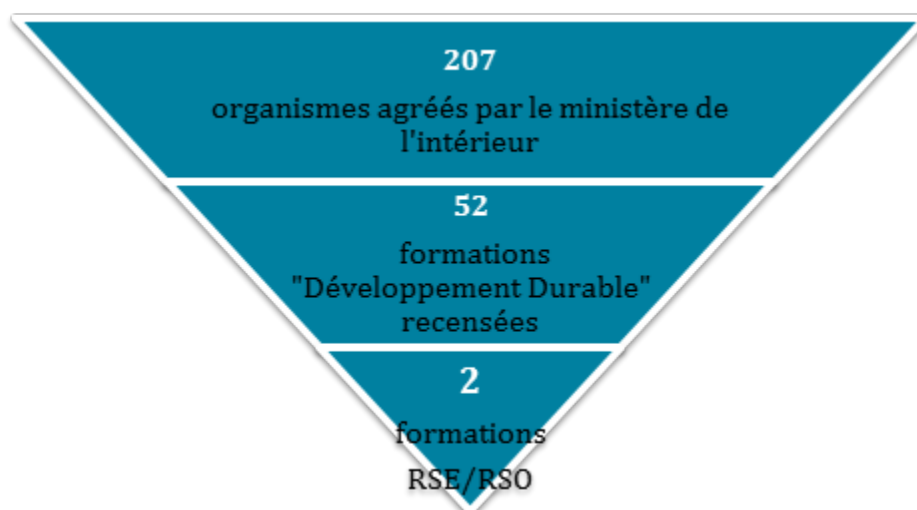 207
organismes agréés par le ministère de
l'intérieur
52
formations
"Développement Durable"
recensées
2
formations
RSE/RSO